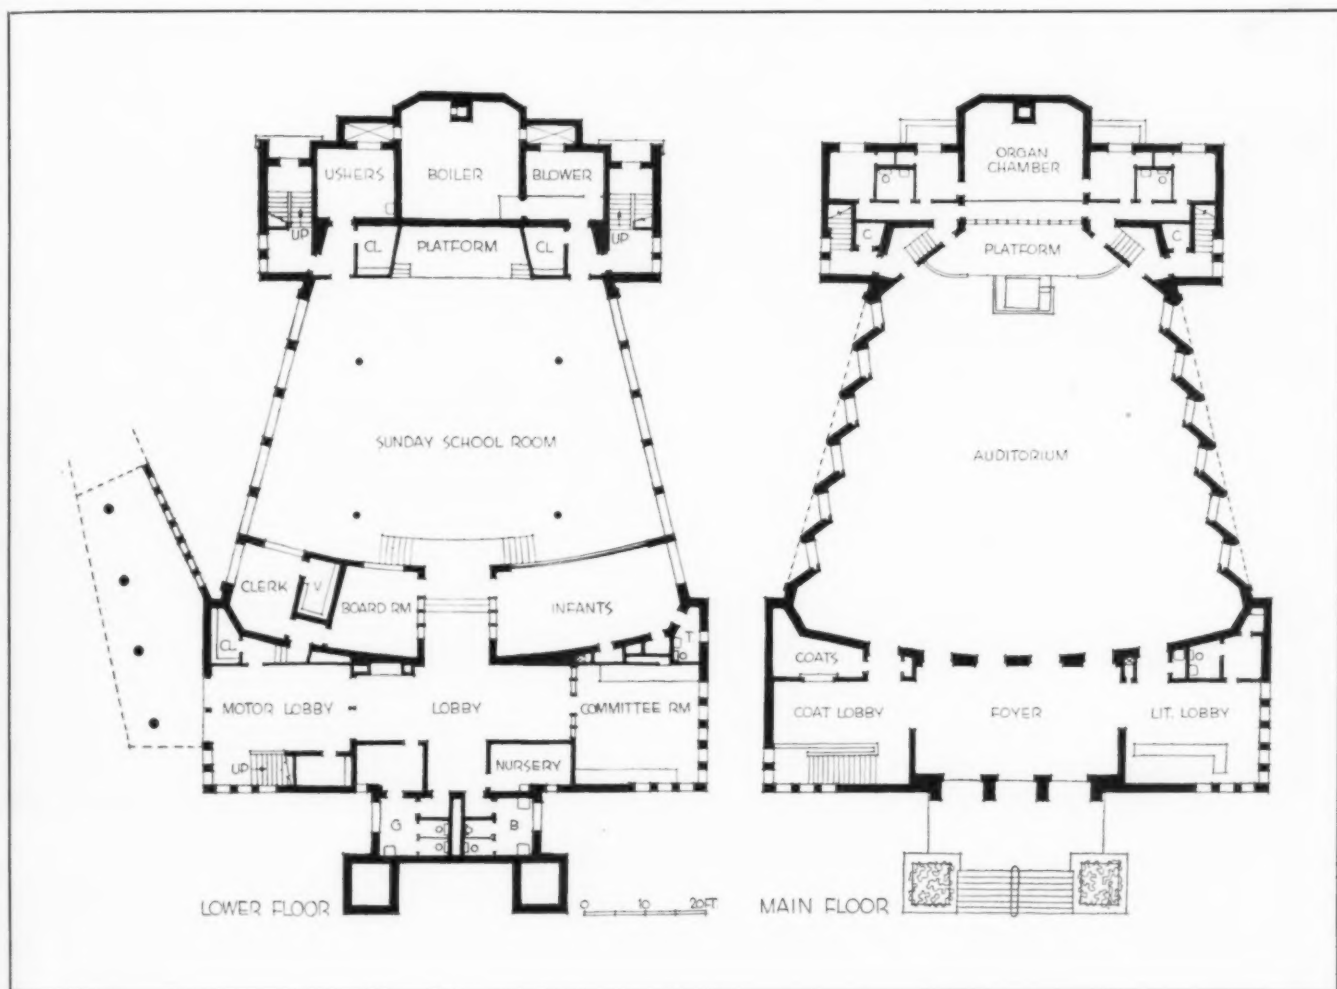 USHERS
BOILER
BLOWER
UP
CL
PLATFORM
CL
UP
SUNDAY SCHOOL ROOM
CLERK
V
BOARD RM
INFANTS
CL
T
MOTOR LOBBY
LOBBY
COMMITTEE RM
UP
NURSERY
G
B
LOWER FLOOR
0 10 20FT
ORGAN
CHAMBER
C
PLATFORM
C
AUDITORIUM
COATS
COAT LOBBY
FOYER
LIT. LOBBY
MAIN FLOOR